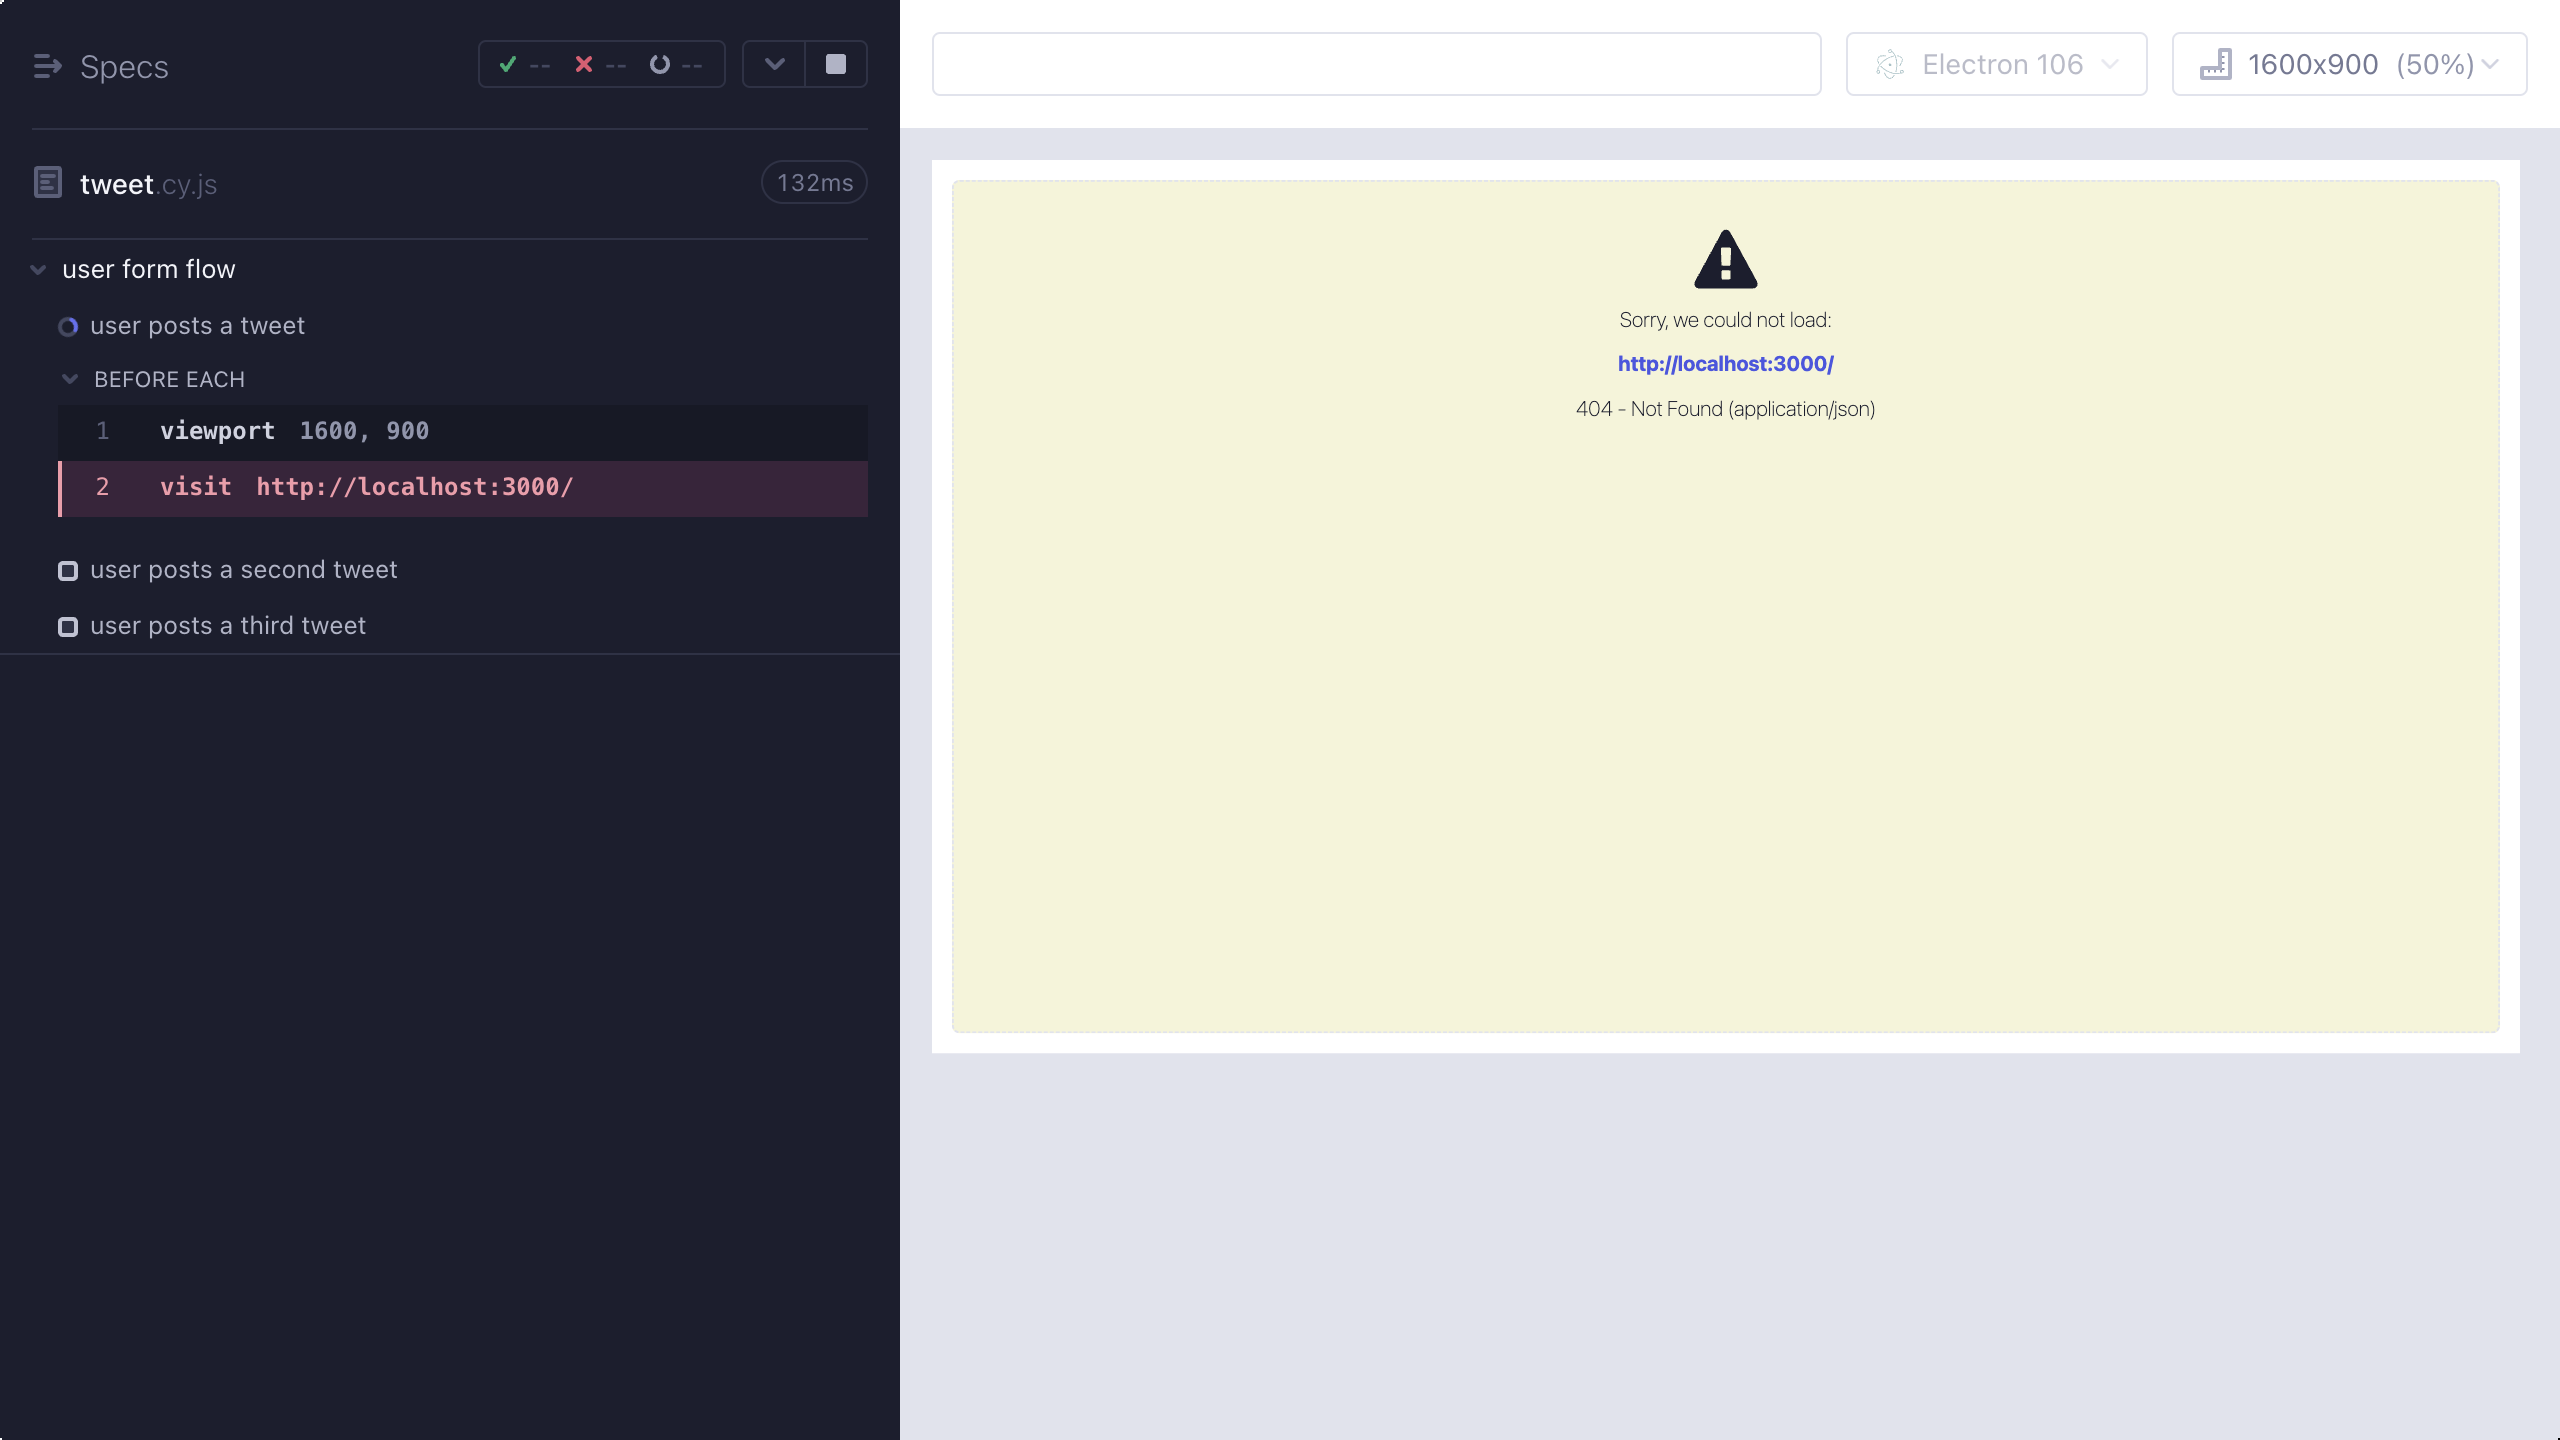 Specs
-- -- --
tweet.cy.js
132ms
user form flow
user posts a tweet
BEFORE EACH
1 viewport 1600, 900
2 visit http://localhost:3000/
user posts a second tweet
user posts a third tweet
Electron 106
1600x900 (50%)
Sorry, we could not load:
http://localhost:3000/
404 - Not Found (application/json)